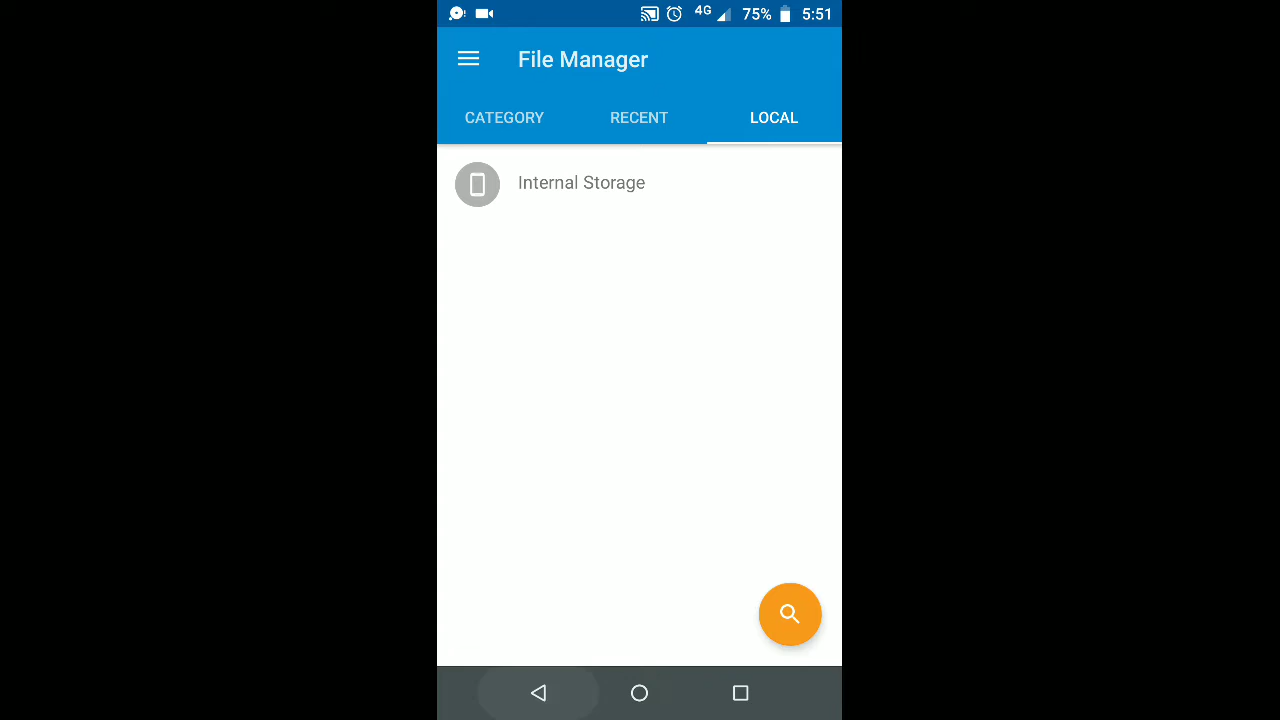 4G 75% 5:51
File Manager
CATEGORY RECENT LOCAL
Internal Storage